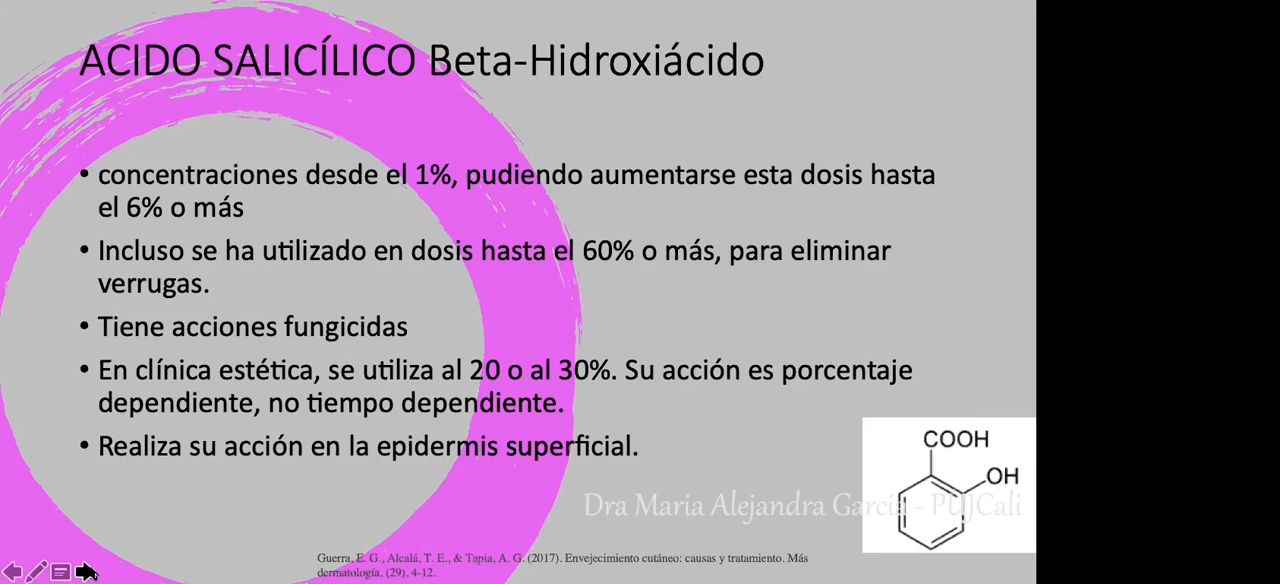 ACIDO SALICÍLICO Beta-Hidroxiácido
• concentraciones desde el 1%, pudiendo aumentarse esta dosis hasta
el 6% o más
• Incluso se ha utilizado en dosis hasta el 60% o más, para eliminar
verrugas.
• Tiene acciones fungicidas
• En clínica estética, se utiliza al 20 o al 30%. Su acción es porcentaje
dependiente, no tiempo dependiente.
• Realiza su acción en la epidermis superficial.
COOH
OH
Dra Maria Alejandra Garcia - PUJCali
Guerra, E. G., Alcalá, T. E., & Tapia, A. G. (2017). Envejecimiento cutáneo: causas y tratamiento. Más
dermatología, (29), 4-12.